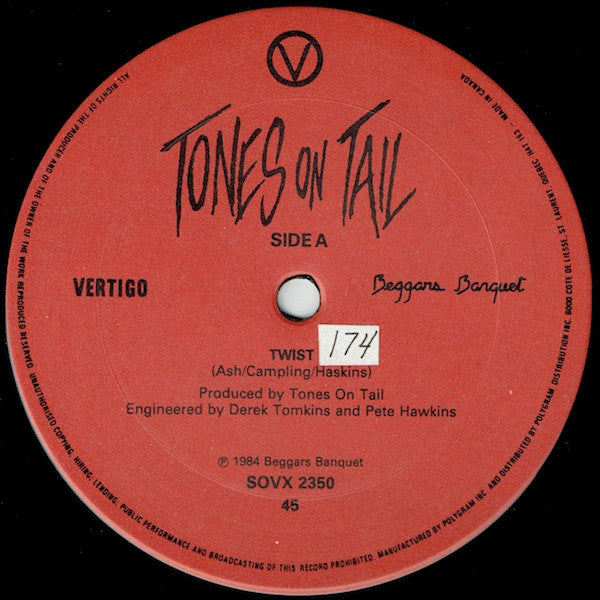 V
TONES ON TAIL
SIDE A
VERTIGO
Beggars Banquet
TWIST
174
(Ash/Campling/Haskins)
Produced by Tones On Tail
Engineered by Derek Tomkins and Pete Hawkins
℗ 1984 Beggars Banquet
SOVX 2350
45
ALL RIGHTS OF THE PRODUCER AND OF THE OWNER OF THE WORK REPRODUCED RESERVED. UNAUTHORISED COPYING, HIRING, LENDING, PUBLIC PERFORMANCE AND BROADCASTING OF THIS RECORD PROHIBITED. MANUFACTURED BY POLYGRAM INC. AND DISTRIBUTED BY POLYGRAM DISTRIBUTION INC. 6000 COTE DE LIESSE, ST LAURENT, QUEBEC H4T 1E3 - MADE IN CANADA